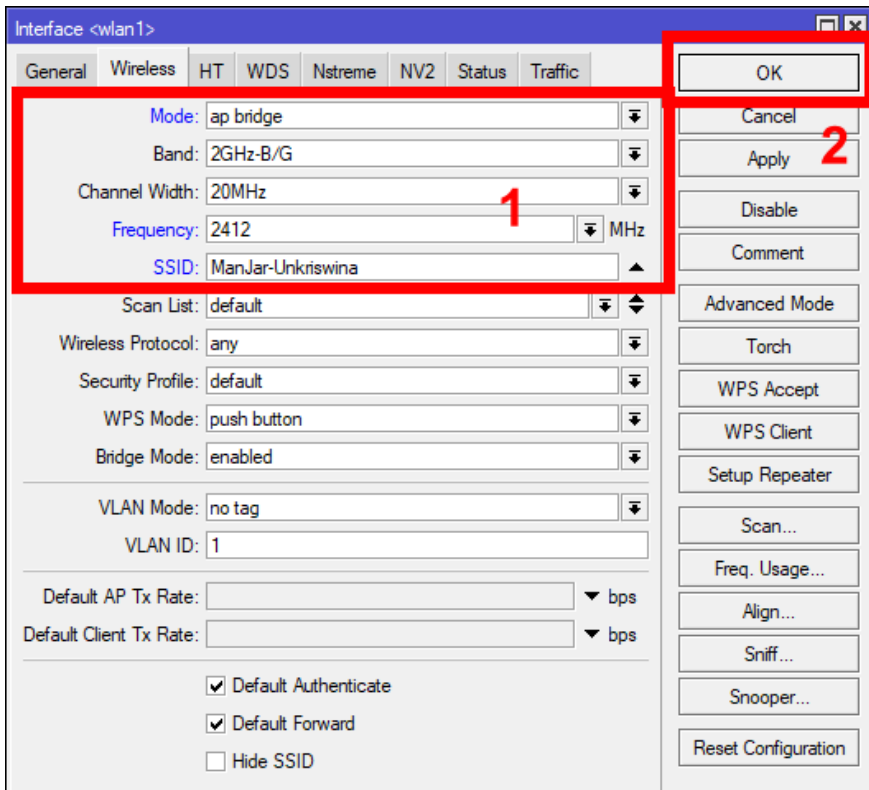 Interface <wlan1>
General Wireless HT WDS Nstreme NV2 Status Traffic
Mode: ap bridge
Band: 2GHz-B/G
Channel Width: 20MHz
Frequency: 2412 MHz
SSID: ManJar-Unkriswina
1
Scan List: default
Wireless Protocol: any
Security Profile: default
WPS Mode: push button
Bridge Mode: enabled
VLAN Mode: no tag
VLAN ID: 1
Default AP Tx Rate: bps
Default Client Tx Rate: bps
Default Authenticate
Default Forward
Hide SSID
OK
Cancel
2
Apply
Disable
Comment
Advanced Mode
Torch
WPS Accept
WPS Client
Setup Repeater
Scan...
Freq. Usage...
Align...
Sniff...
Snooper...
Reset Configuration